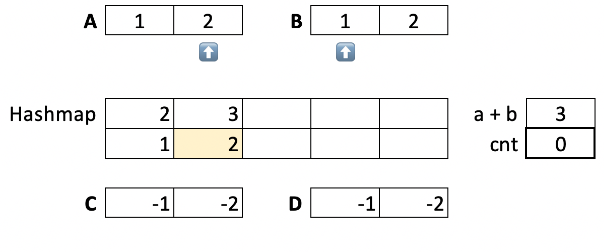 A 1 2 B 1 2
Hashmap 2 3 a + b 3
1 2 cnt 0
C -1 -2 D -1 -2